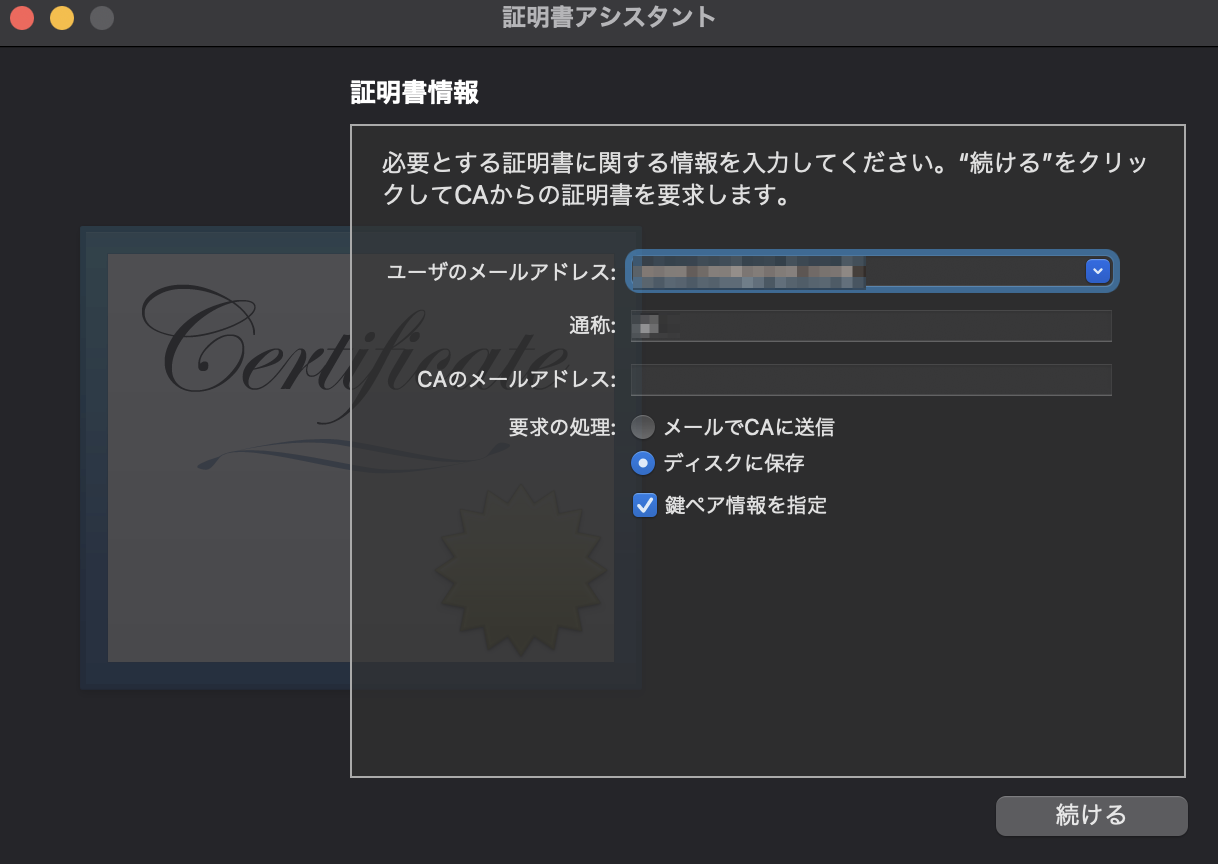 証明書アシスタント
証明書情報
必要とする証明書に関する情報を入力してください。“続ける”をクリッ
クしてCAからの証明書を要求します。
ユーザのメールアドレス:
通称:
CAのメールアドレス:
要求の処理: メールでCAに送信
ディスクに保存
鍵ペア情報を指定
Certificate
続ける